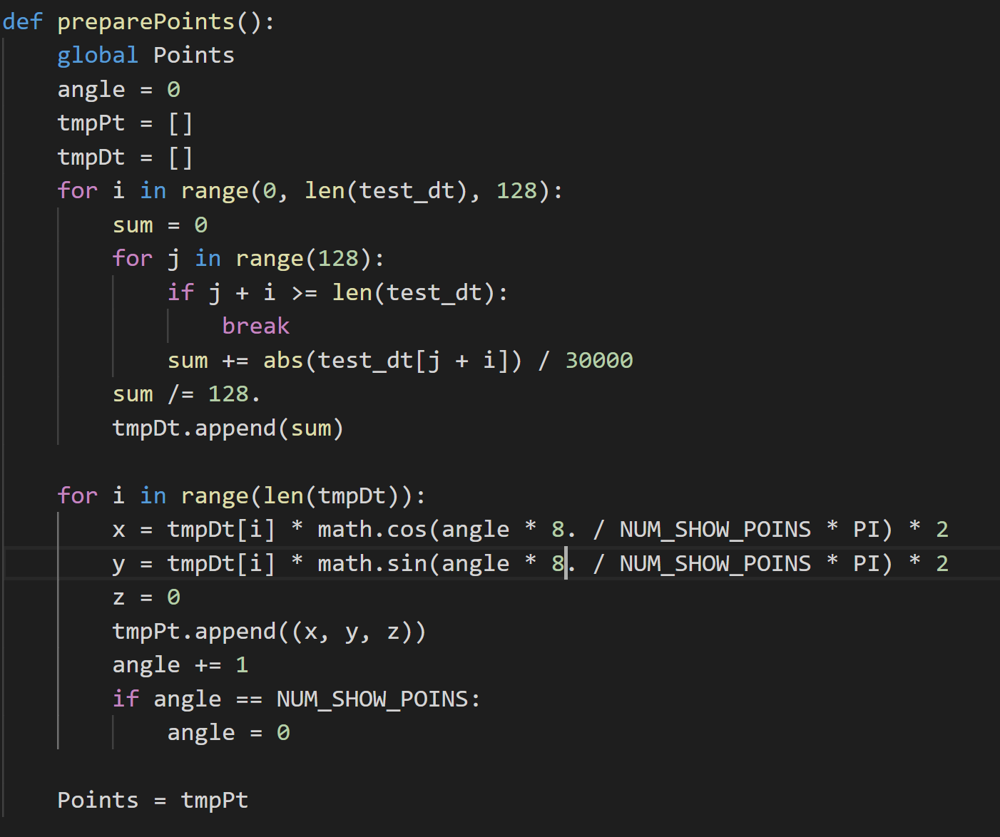 def preparePoints():
    global Points
    angle = 0
    tmpPt = []
    tmpDt = []
    for i in range(0, len(test_dt), 128):
        sum = 0
        for j in range(128):
            if j + i >= len(test_dt):
                break
            sum += abs(test_dt[j + i]) / 30000
        sum /= 128.
        tmpDt.append(sum)

    for i in range(len(tmpDt)):
        x = tmpDt[i] * math.cos(angle * 8. / NUM_SHOW_POINS * PI) * 2
        y = tmpDt[i] * math.sin(angle * 8. / NUM_SHOW_POINS * PI) * 2
        z = 0
        tmpPt.append((x, y, z))
        angle += 1
        if angle == NUM_SHOW_POINS:
            angle = 0

    Points = tmpPt